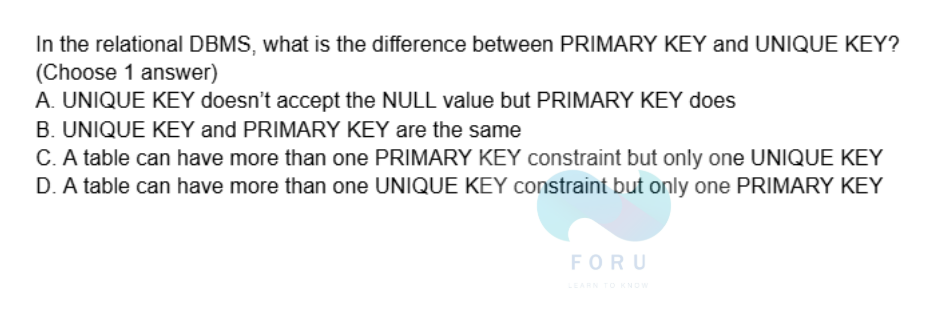 In the relational DBMS, what is the difference between PRIMARY KEY and UNIQUE KEY?
(Choose 1 answer)
A. UNIQUE KEY doesn't accept the NULL value but PRIMARY KEY does
B. UNIQUE KEY and PRIMARY KEY are the same
C. A table can have more than one PRIMARY KEY constraint but only one UNIQUE KEY
D. A table can have more than one UNIQUE KEY constraint but only one PRIMARY KEY
FORU
LEARN TO KNOW